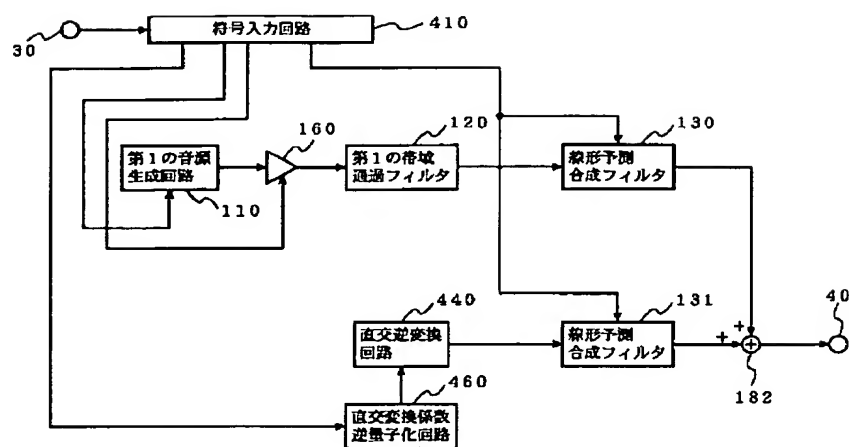 30
符号入力回路
410
第1の音源
生成回路
110
160
第1の帯域
通過フィルタ
120
線形予測
合成フィルタ
130
440
直交逆変換
回路
460
直交変換係数
逆量子化回路
線形予測
合成フィルタ
131
+
+
+
182
40